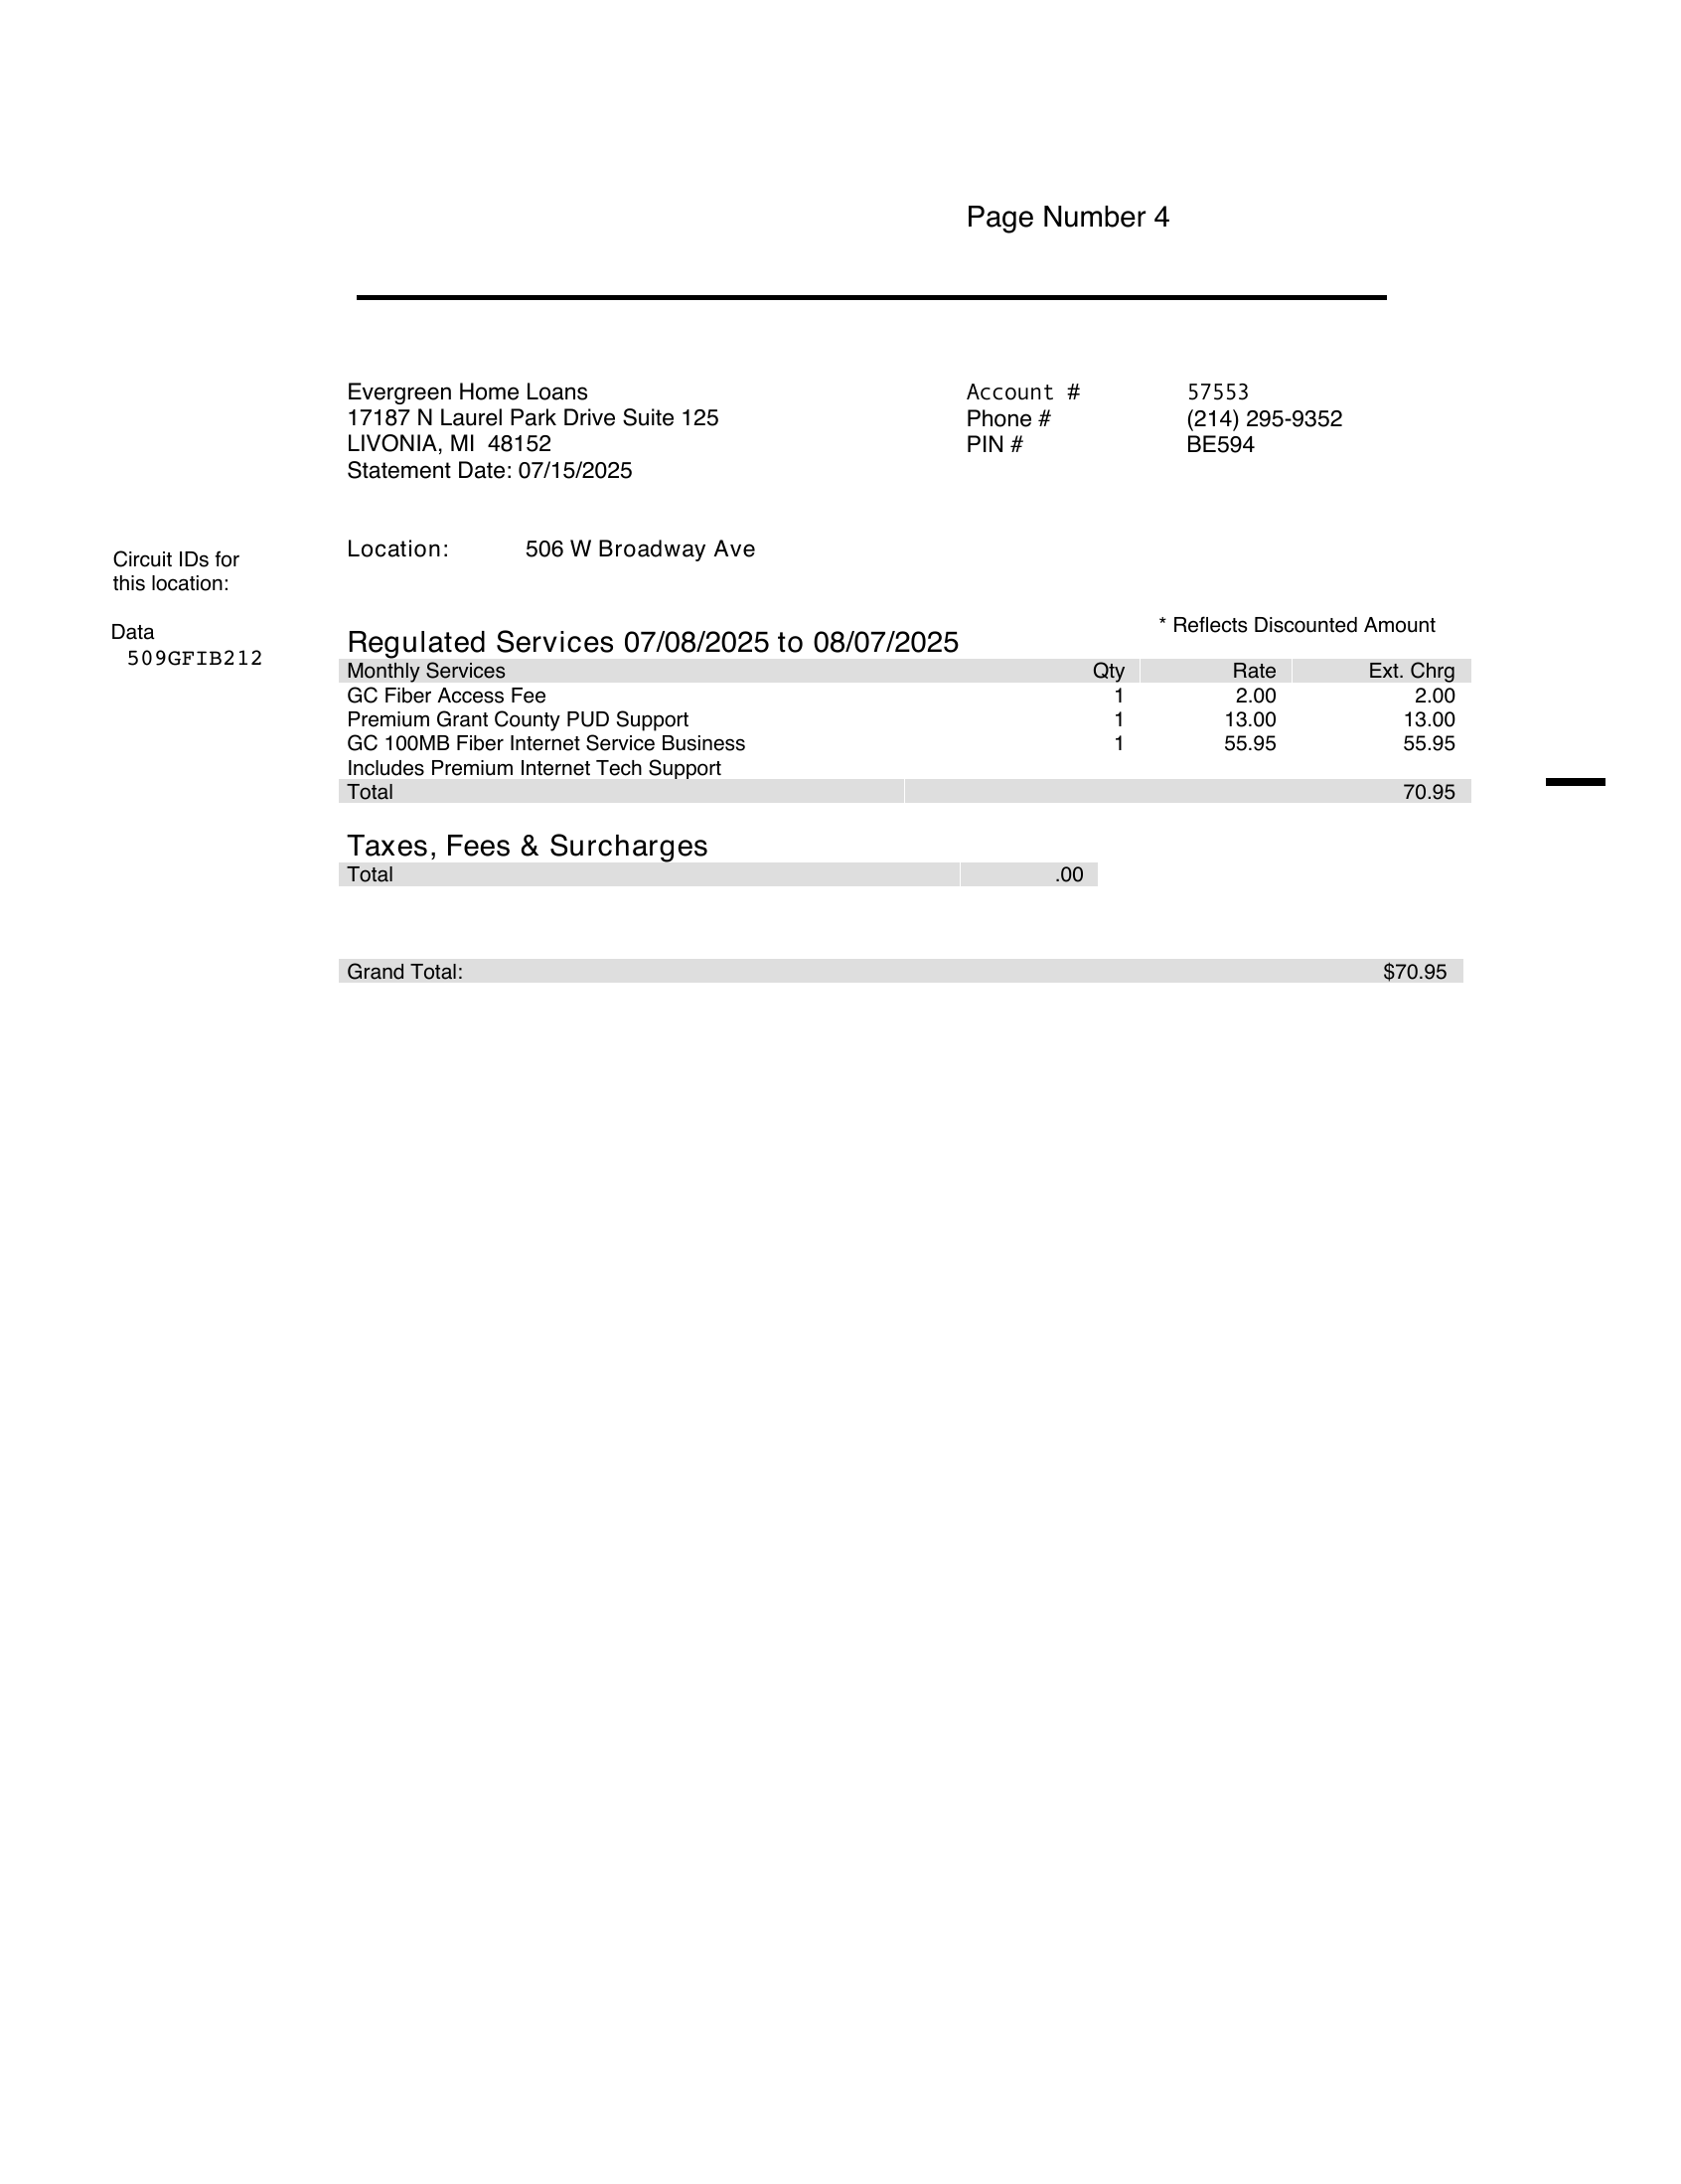 Page Number 4
Evergreen Home Loans
17187 N Laurel Park Drive Suite 125
LIVONIA, MI  48152
Statement Date: 07/15/2025
Account #  57553
Phone #  (214) 295-9352
PIN #  BE594
Circuit IDs for
this location:
Data
509GFIB212
Location:  506 W Broadway Ave
* Reflects Discounted Amount
Regulated Services 07/08/2025 to 08/07/2025
Monthly Services  Qty  Rate  Ext. Chrg
GC Fiber Access Fee  1  2.00  2.00
Premium Grant County PUD Support  1  13.00  13.00
GC 100MB Fiber Internet Service Business  1  55.95  55.95
Includes Premium Internet Tech Support
Total  70.95
Taxes, Fees & Surcharges
Total  .00
Grand Total:  $70.95